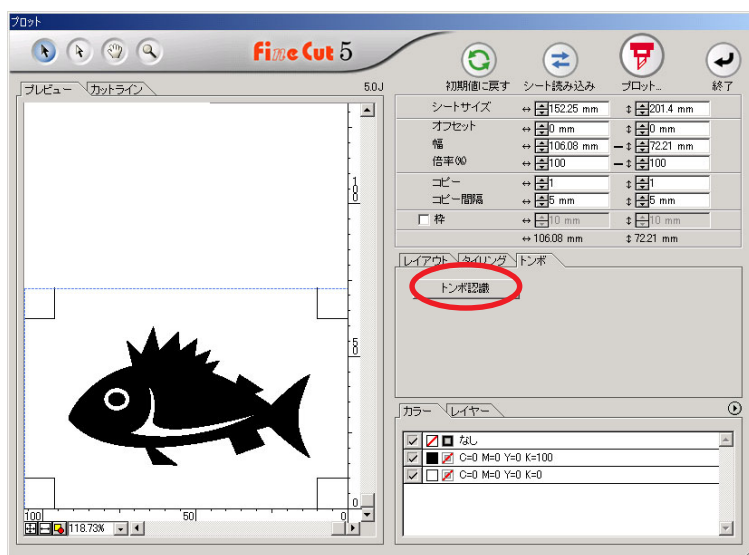 プロット
Fine Cut 5
初期値に戻す シート読み込み プロット... 終了
プレビュー カットライン 5.0J
シートサイズ 152.25 mm 201.4 mm
オフセット 0 mm 0 mm
幅 106.08 mm 72.21 mm
倍率(%) 100 100
コピー 1 1
コピー間隔 5 mm 5 mm
枠 10 mm 10 mm
106.08 mm 72.21 mm
レイアウト タイリング トンボ
トンボ認識
カラー レイヤー
なし
C=0 M=0 Y=0 K=100
C=0 M=0 Y=0 K=0
100
50
0
100
50
0
118.73%